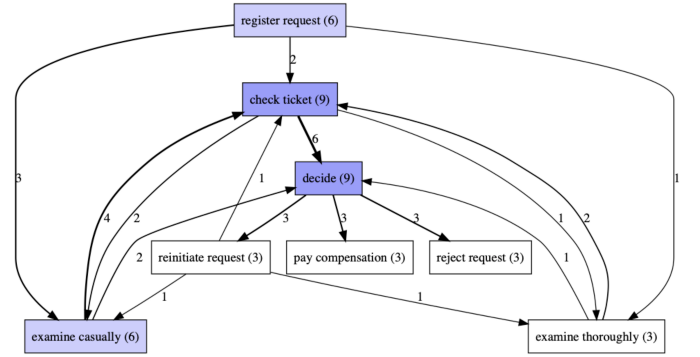 register request (6)
2
check ticket (9)
6
3
1
4
2
1
2
1
decide (9)
3
3
3
2
1
reinitiate request (3)
pay compensation (3)
reject request (3)
1
1
examine casually (6)
examine thoroughly (3)